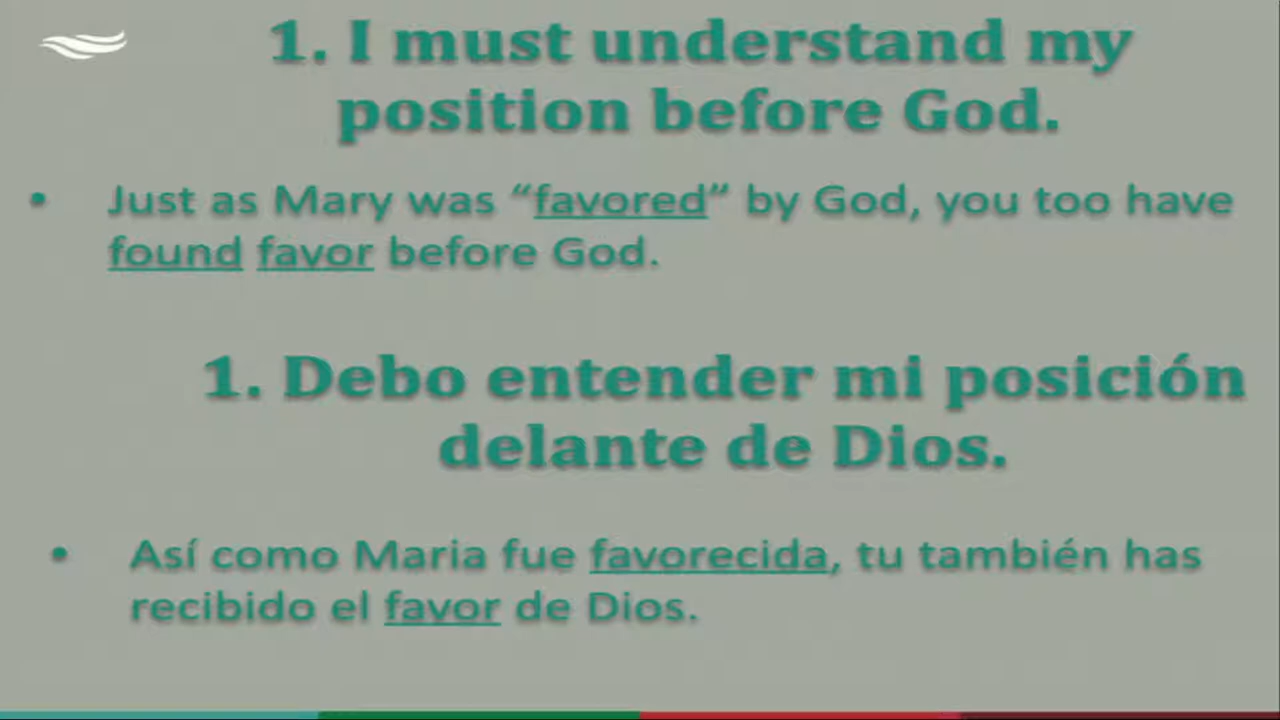 1. I must understand my
position before God.
• Just as Mary was “favored” by God, you too have
found favor before God.
1. Debo entender mi posición
delante de Dios.
• Así como Maria fue favorecida, tu también has
recibido el favor de Dios.